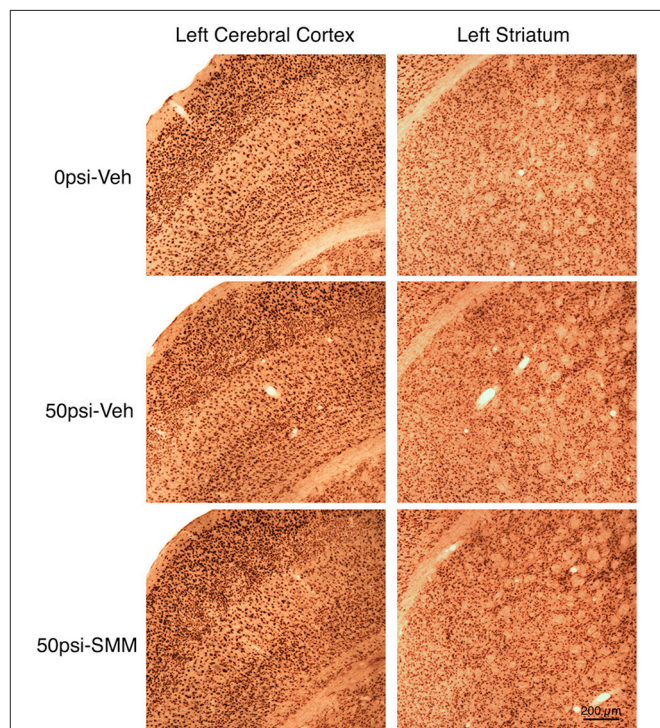 Left Cerebral Cortex
Left Striatum
0psi-Veh
50psi-Veh
50psi-SMM
200 µm